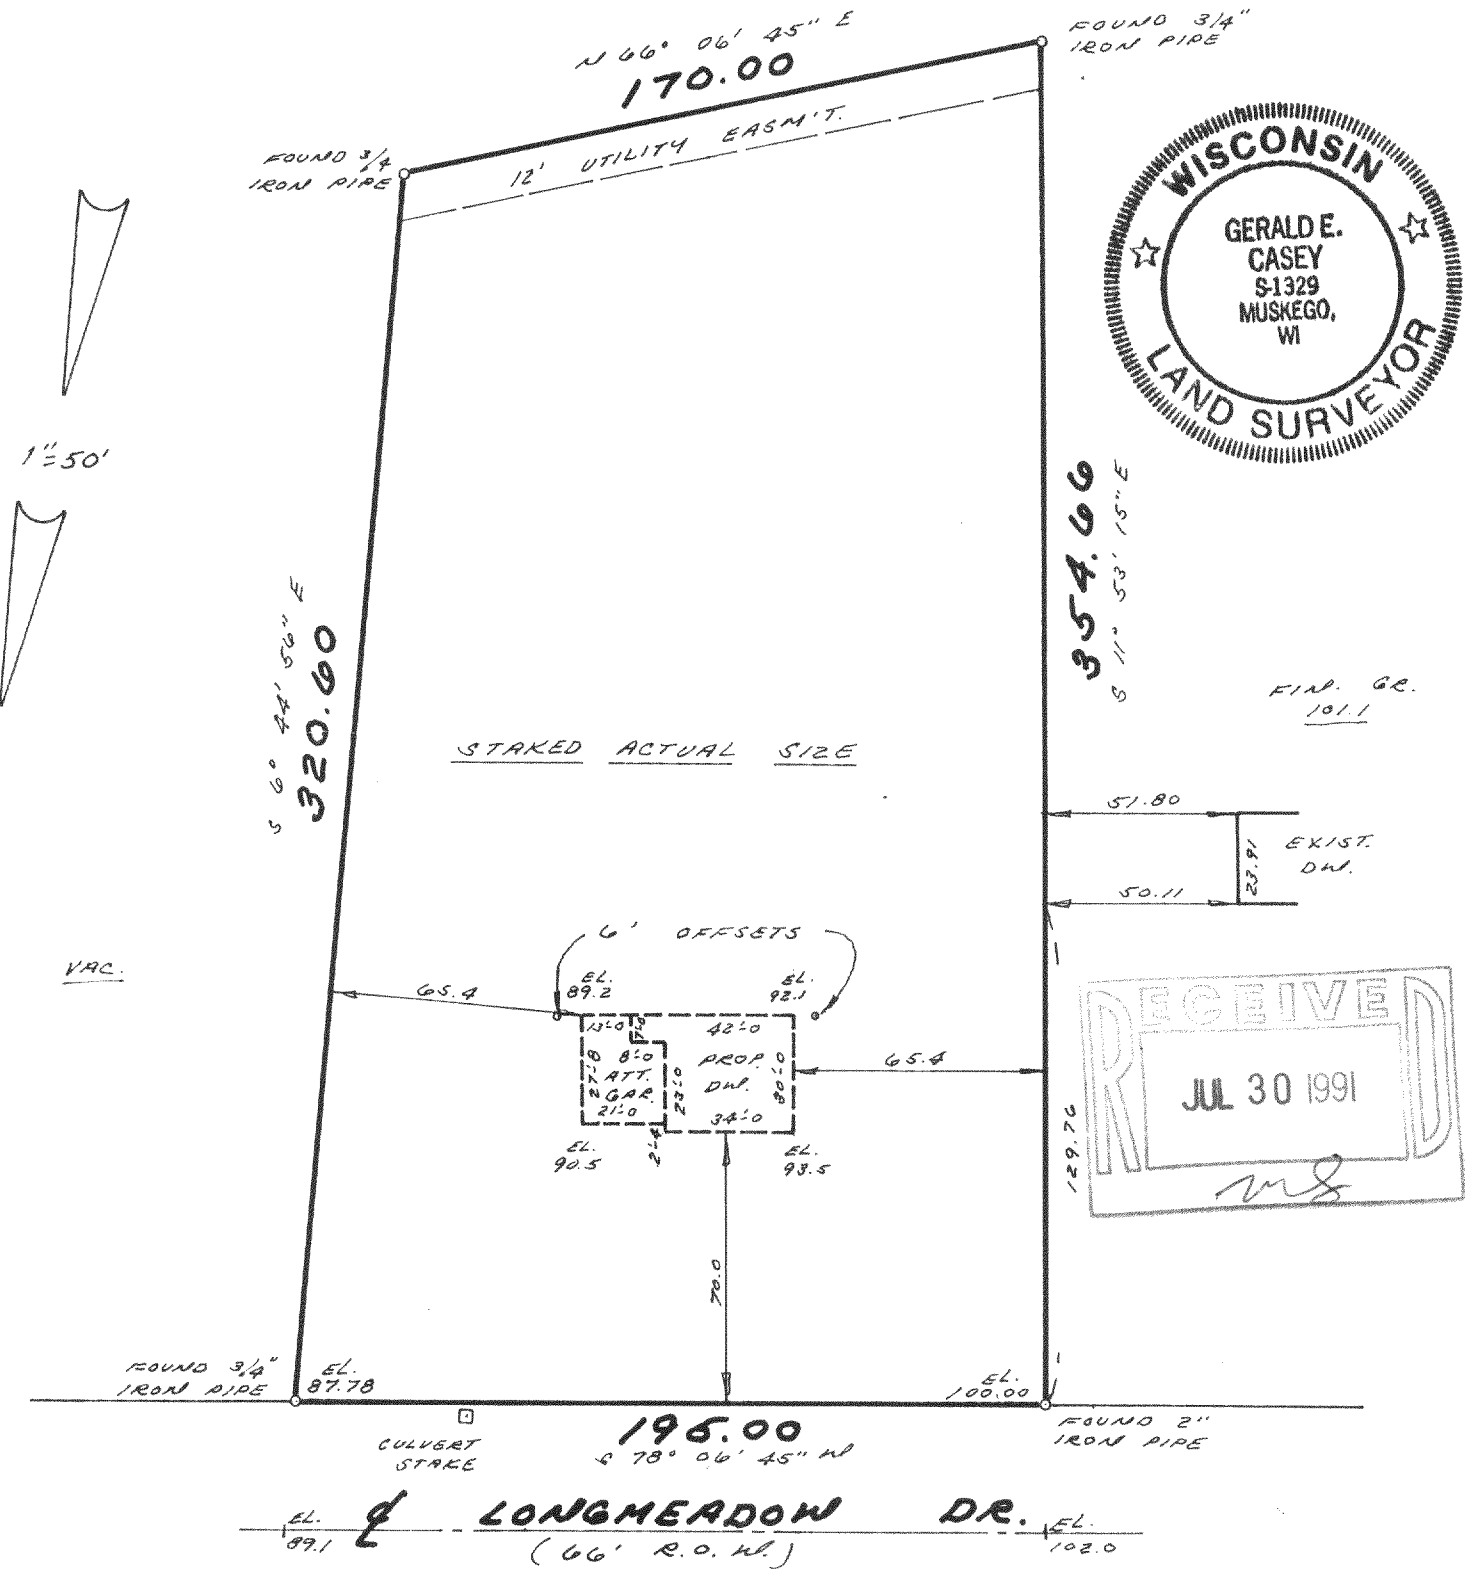 N 66° 06' 45" E
170.00
FOUND 3/4"
IRON PIPE
FOUND 3/4
IRON PIPE
12' UTILITY EASM'T.
WISCONSIN
GERALD E.
CASEY
S-1329
MUSKEGO,
WI
LAND SURVEYOR
1"=50'
S 6° 44' 56" E
320.60
354.66
S 11° 53' 15" E
FIN. GR.
101.1
STAKED ACTUAL SIZE
51.80
EXIST.
DW.
23.91
50.11
6' OFFSETS
VAC.
65.4
EL.
89.2
EL.
92.1
13'-0
7'-0
42'-0
27'-8
8'-0
ATT.
GAR.
21'-0
23'-0
PROP.
DW.
30'-0
34'-0
65.4
EL.
90.5
2'-4
EL.
93.5
RECEIVED
JUL 30 1991
129.76
70.0
FOUND 3/4"
IRON PIPE
EL.
87.78
EL.
100.00
FOUND 2"
IRON PIPE
CULVERT
STAKE
195.00
S 78° 06' 45" W
EL.
89.1
℄ LONGMEADOW DR.
(66' R.O.W.)
EL.
102.0